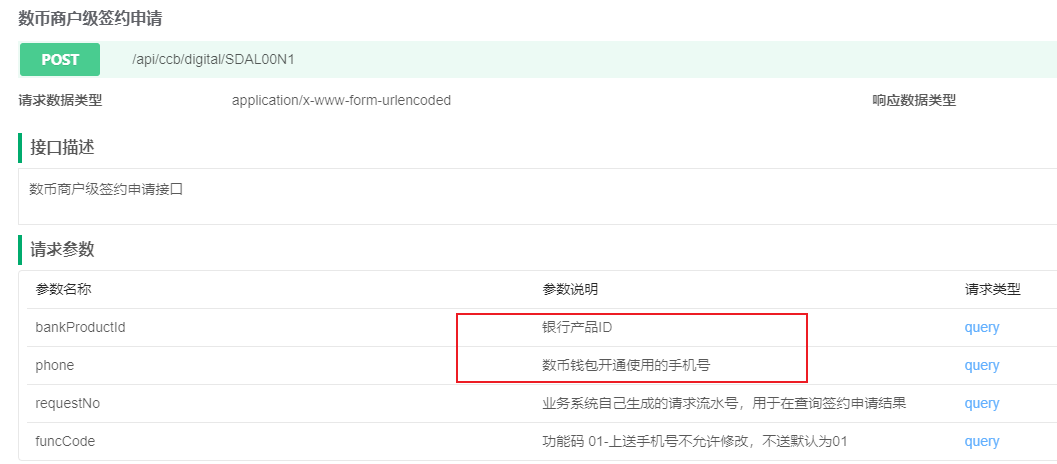 数币商户级签约申请
POST /api/ccb/digital/SDAL00N1
请求数据类型 application/x-www-form-urlencoded 响应数据类型
接口描述
数币商户级签约申请接口
请求参数
参数名称 参数说明 请求类型
bankProductId 银行产品ID query
phone 数币钱包开通使用的手机号 query
requestNo 业务系统自己生成的请求流水号，用于在查询签约申请结果 query
funcCode 功能码 01-上送手机号不允许修改，不送默认为01 query